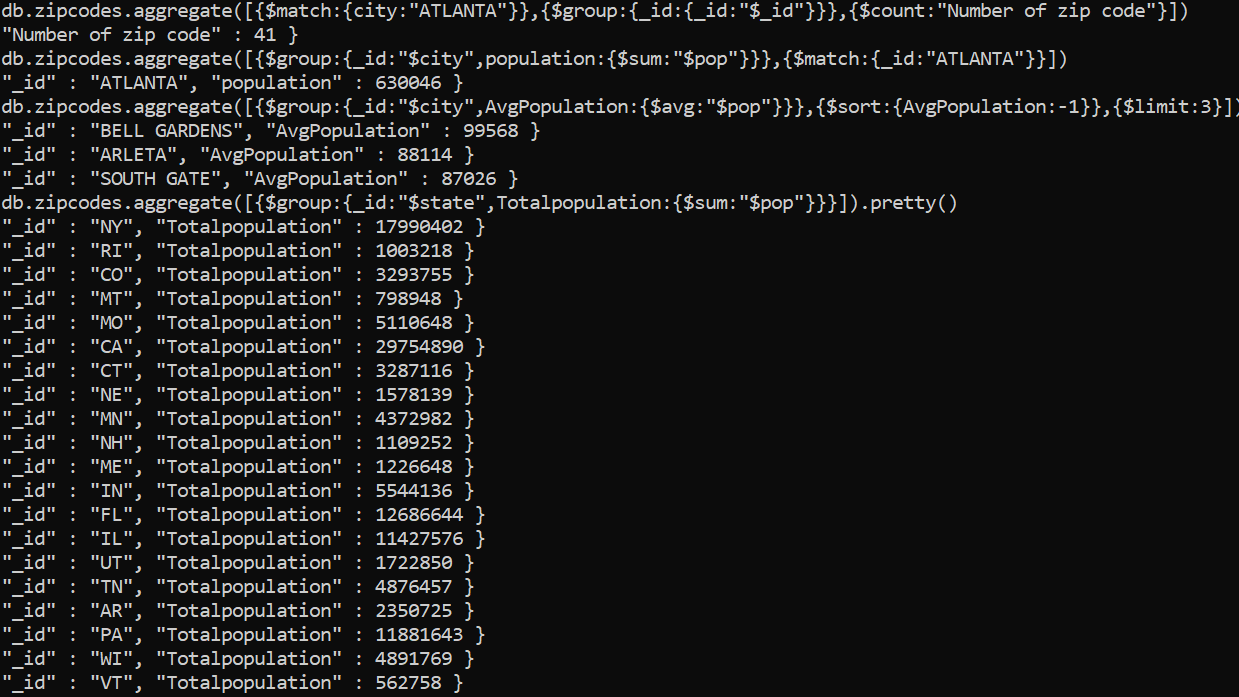 db.zipcodes.aggregate([{$match:{city:"ATLANTA"}},{$group:{_id:{_id:"$_id"}}},{$count:"Number of zip code"}])
"Number of zip code" : 41 }
db.zipcodes.aggregate([{$group:{_id:"$city",population:{$sum:"$pop"}}},{$match:{_id:"ATLANTA"}}])
"_id" : "ATLANTA", "population" : 630046 }
db.zipcodes.aggregate([{$group:{_id:"$city",AvgPopulation:{$avg:"$pop"}}},{$sort:{AvgPopulation:-1}},{$limit:3}])
"_id" : "BELL GARDENS", "AvgPopulation" : 99568 }
"_id" : "ARLETA", "AvgPopulation" : 88114 }
"_id" : "SOUTH GATE", "AvgPopulation" : 87026 }
db.zipcodes.aggregate([{$group:{_id:"$state",Totalpopulation:{$sum:"$pop"}}}]).pretty()
"_id" : "NY", "Totalpopulation" : 17990402 }
"_id" : "RI", "Totalpopulation" : 1003218 }
"_id" : "CO", "Totalpopulation" : 3293755 }
"_id" : "MT", "Totalpopulation" : 798948 }
"_id" : "MO", "Totalpopulation" : 5110648 }
"_id" : "CA", "Totalpopulation" : 29754890 }
"_id" : "CT", "Totalpopulation" : 3287116 }
"_id" : "NE", "Totalpopulation" : 1578139 }
"_id" : "MN", "Totalpopulation" : 4372982 }
"_id" : "NH", "Totalpopulation" : 1109252 }
"_id" : "ME", "Totalpopulation" : 1226648 }
"_id" : "IN", "Totalpopulation" : 5544136 }
"_id" : "FL", "Totalpopulation" : 12686644 }
"_id" : "IL", "Totalpopulation" : 11427576 }
"_id" : "UT", "Totalpopulation" : 1722850 }
"_id" : "TN", "Totalpopulation" : 4876457 }
"_id" : "AR", "Totalpopulation" : 2350725 }
"_id" : "PA", "Totalpopulation" : 11881643 }
"_id" : "WI", "Totalpopulation" : 4891769 }
"_id" : "VT", "Totalpopulation" : 562758 }